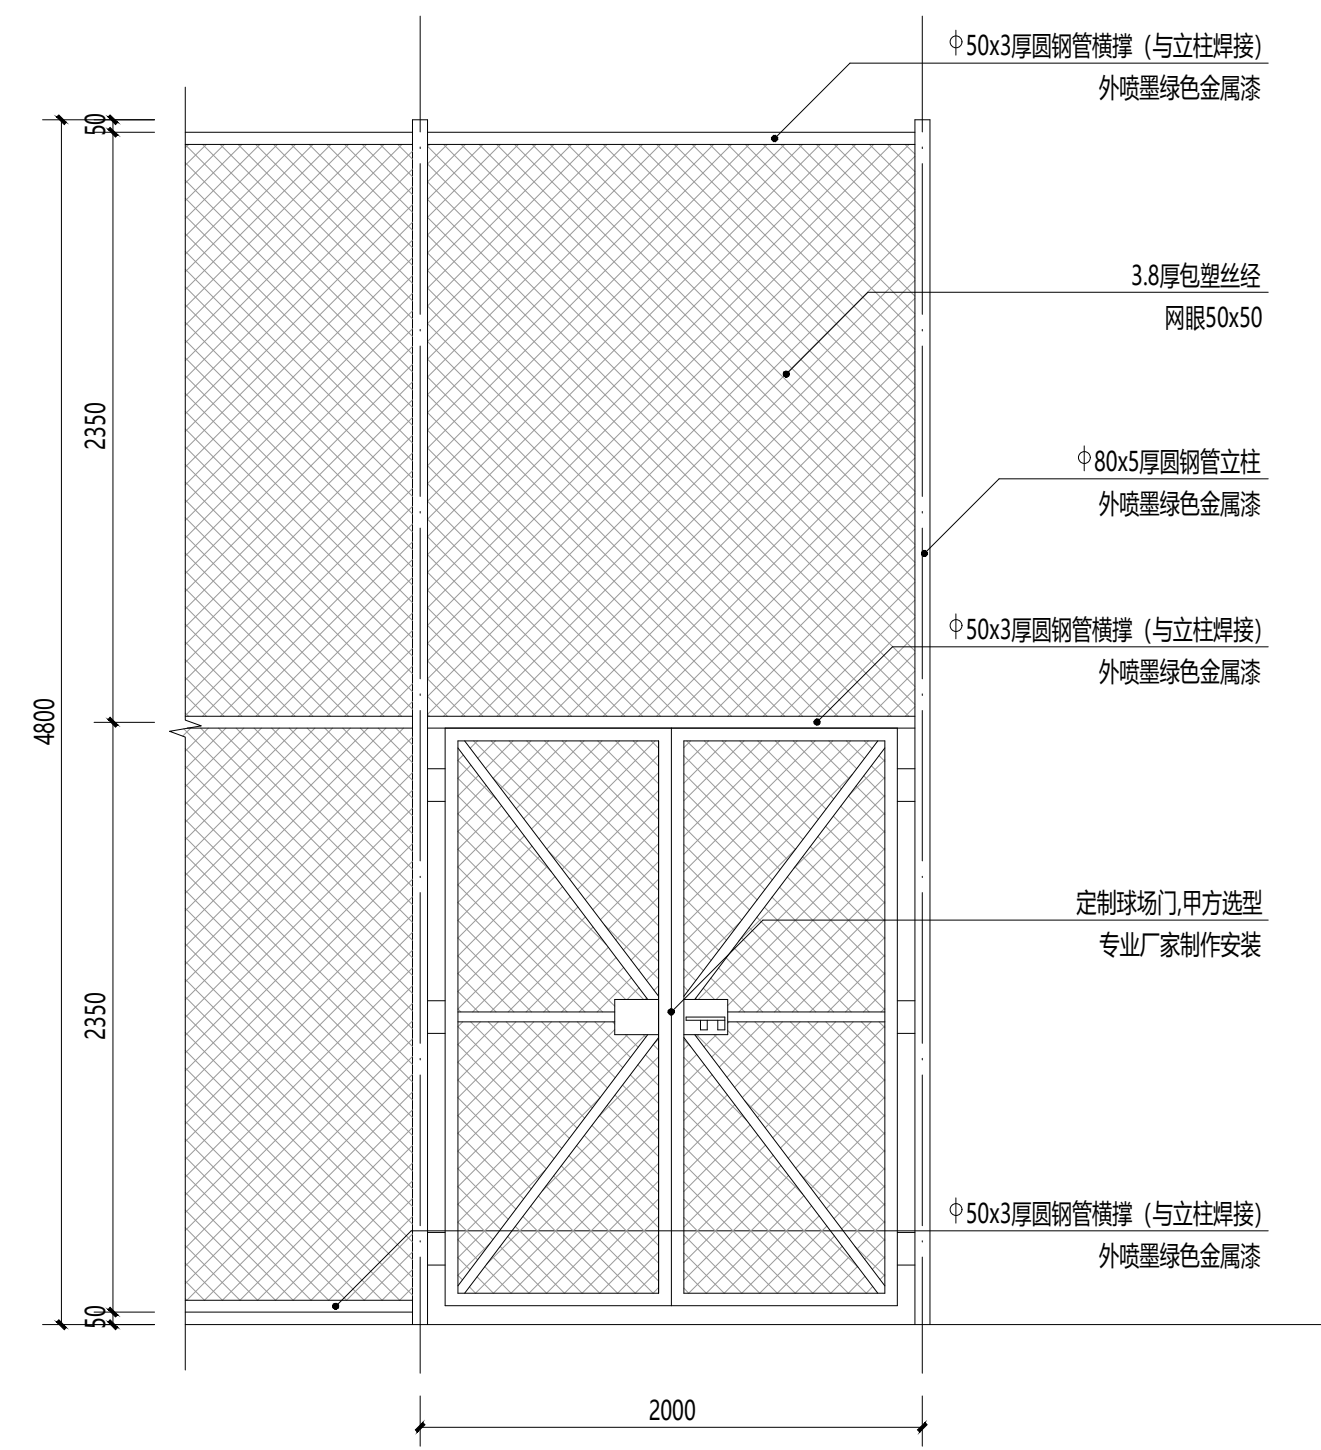 ϕ50x3厚圆钢管横撑（与立柱焊接)
外喷墨绿色金属漆
50
3.8厚包塑丝经
网眼50x50
2350
ϕ80x5厚圆钢管立柱
外喷墨绿色金属漆
ϕ50x3厚圆钢管横撑（与立柱焊接)
外喷墨绿色金属漆
4800
定制球场门,甲方选型
专业厂家制作安装
2350
ϕ50x3厚圆钢管横撑（与立柱焊接)
外喷墨绿色金属漆
50
2000